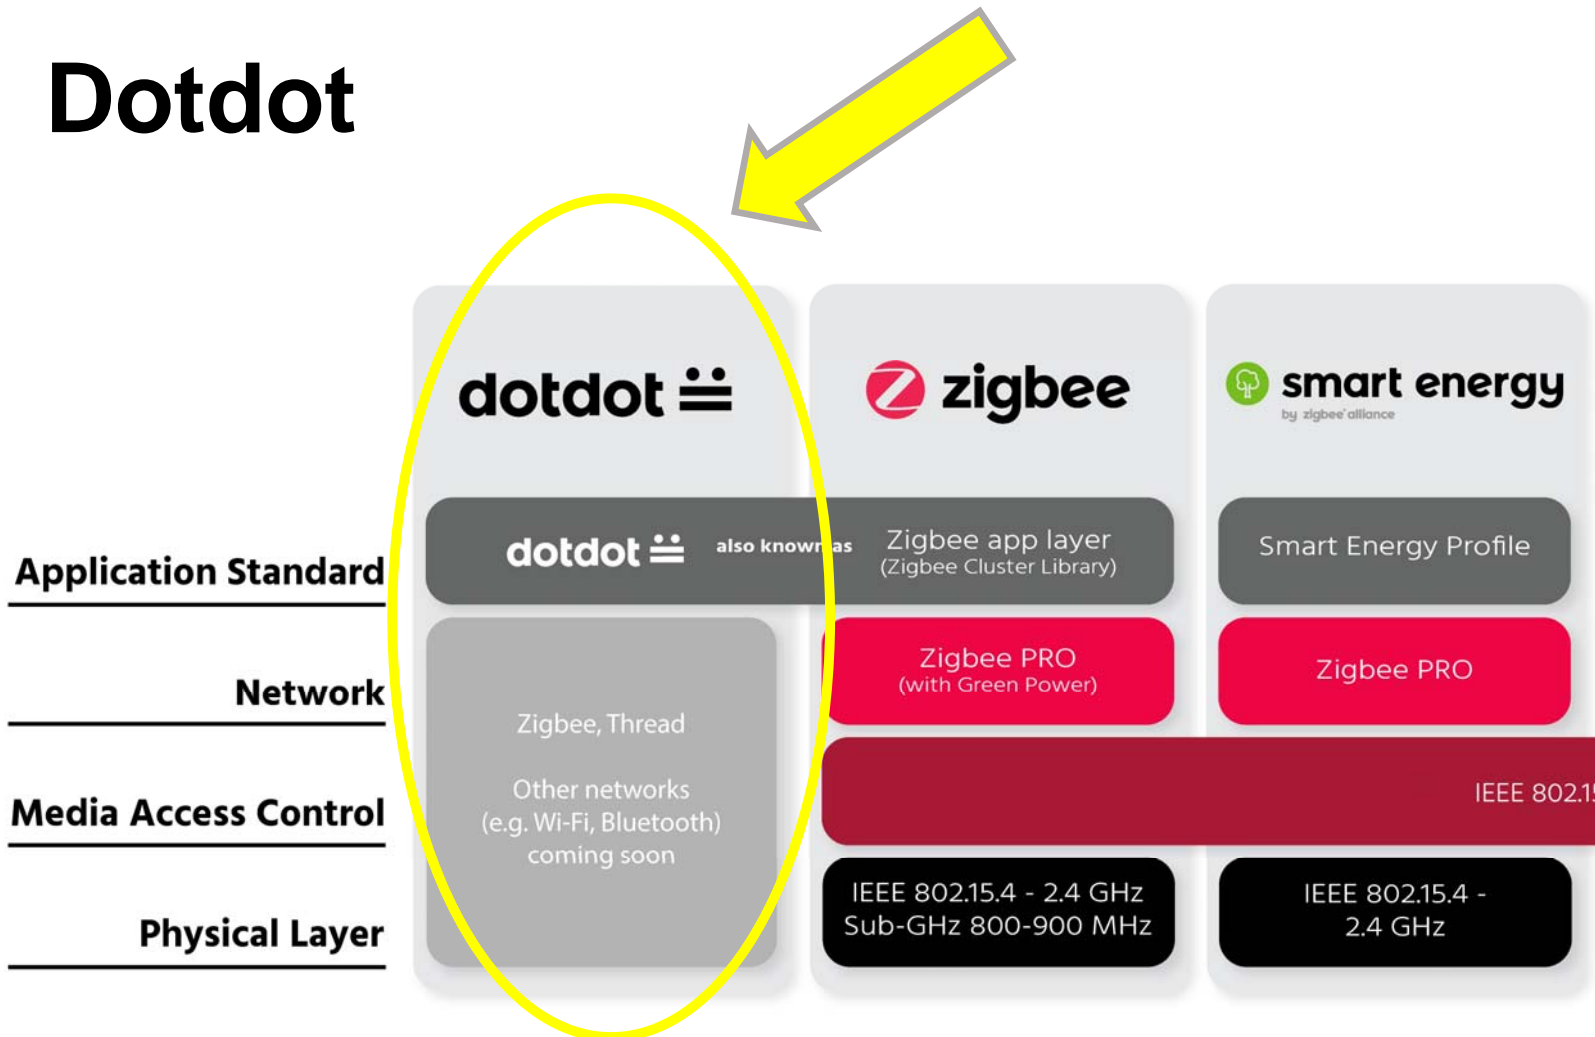 Dotdot
dotdot
zigbee
smart energy
by zigbee alliance
Application Standard
dotdot also known as Zigbee app layer
(Zigbee Cluster Library)
Smart Energy Profile
Network
Zigbee PRO
(with Green Power)
Zigbee PRO
Zigbee, Thread
Other networks
(e.g. Wi-Fi, Bluetooth)
coming soon
Media Access Control
IEEE 802.15
Physical Layer
IEEE 802.15.4 - 2.4 GHz
Sub-GHz 800-900 MHz
IEEE 802.15.4 -
2.4 GHz